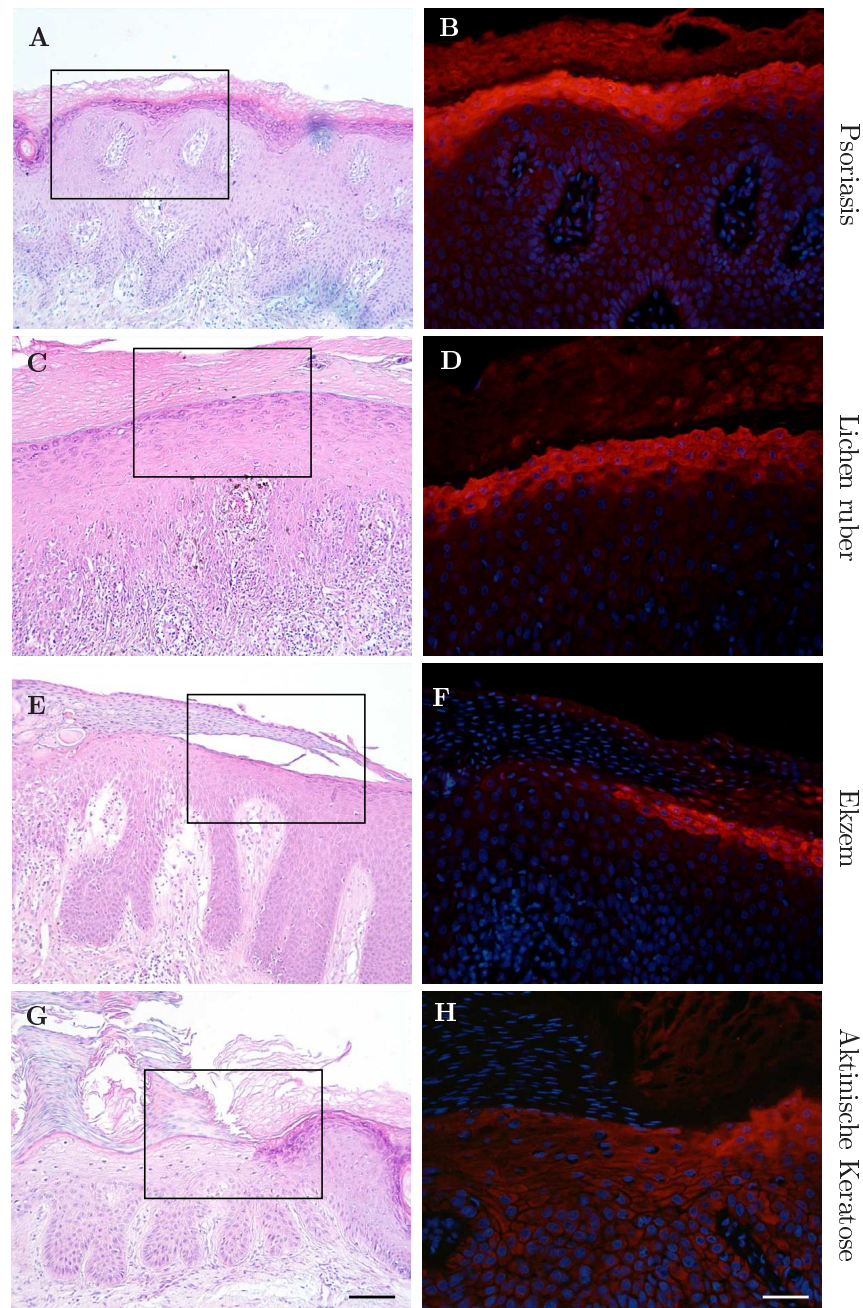 A
B
Psoriasis
C
D
Lichen ruber
E
F
Ekzem
G
H
Aktinische Keratose